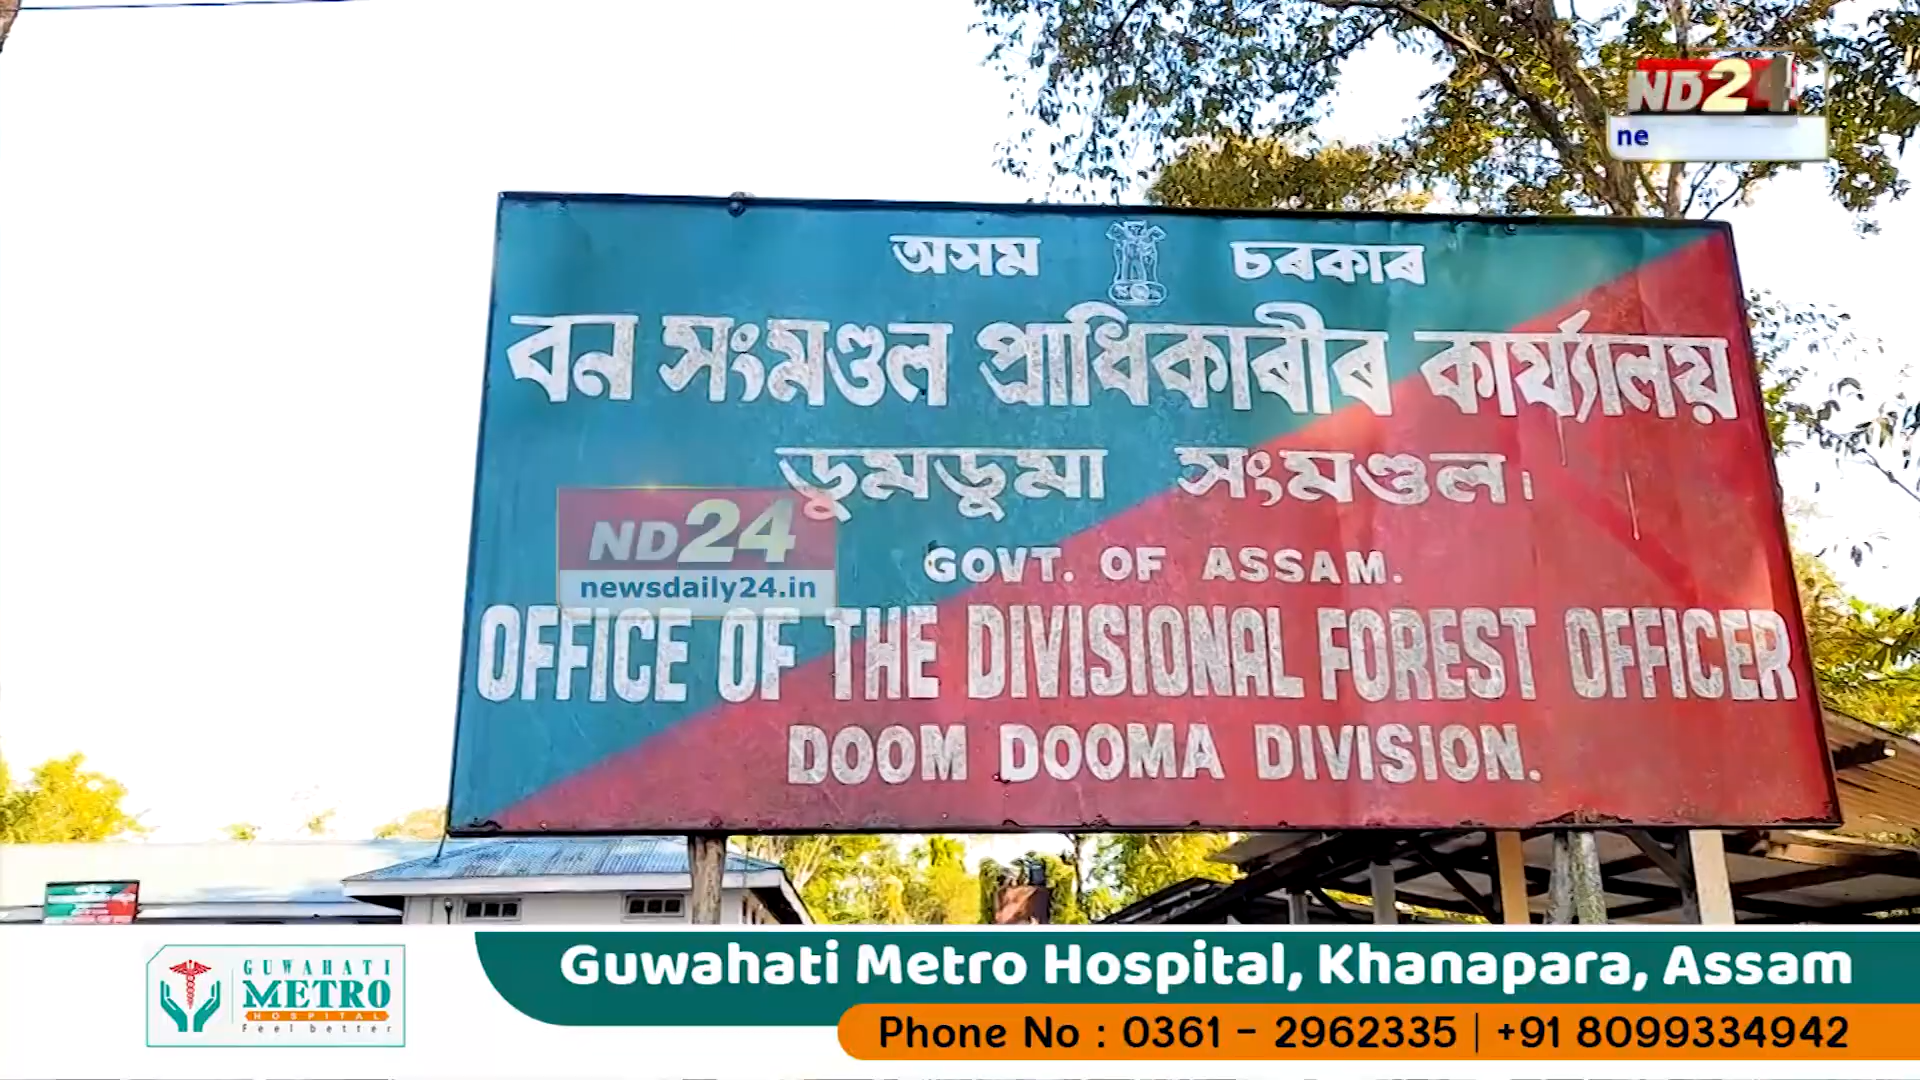 ND24
ne
অসম চৰকাৰ
বন সংমণ্ডল প্ৰাধিকাৰীৰ কাৰ্য্যালয়
ডুমডুমা সংমণ্ডল।
ND24
newsdaily24.in
GOVT. OF ASSAM.
OFFICE OF THE DIVISIONAL FOREST OFFICER
DOOM DOOMA DIVISION.
GUWAHATI
METRO
HOSPITAL
Feel better
Guwahati Metro Hospital, Khanapara, Assam
Phone No : 0361 - 2962335 | +91 8099334942